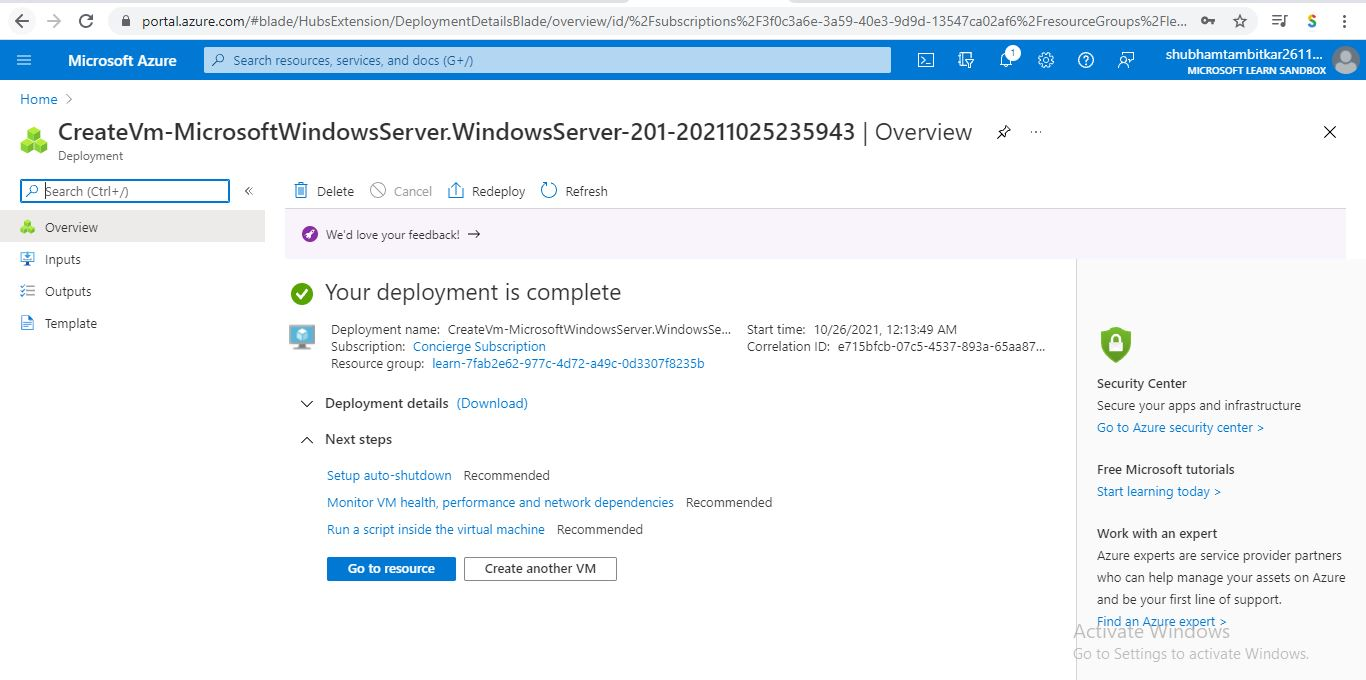 portal.azure.com/#blade/HubsExtension/DeploymentDetailsBlade/overview/id/%2Fsubscriptions%2F3f0c3a6e-3a59-40e3-9d9d-13547ca02af6%2FresourceGroups%2Fle...
Microsoft Azure
Search resources, services, and docs (G+/)
1
shubhamtambitkar2611...
MICROSOFT LEARN SANDBOX
Home >
CreateVm-MicrosoftWindowsServer.WindowsServer-201-20211025235943 | Overview
Deployment
Search (Ctrl+/)
Delete
Cancel
Redeploy
Refresh
Overview
Inputs
Outputs
Template
We'd love your feedback! →
Your deployment is complete
Deployment name: CreateVm-MicrosoftWindowsServer.WindowsSe...
Subscription: Concierge Subscription
Resource group: learn-7fab2e62-977c-4d72-a49c-0d3307f8235b
Start time: 10/26/2021, 12:13:49 AM
Correlation ID: e715bfcb-07c5-4537-893a-65aa87...
Deployment details (Download)
Next steps
Setup auto-shutdown Recommended
Monitor VM health, performance and network dependencies Recommended
Run a script inside the virtual machine Recommended
Go to resource
Create another VM
Security Center
Secure your apps and infrastructure
Go to Azure security center >
Free Microsoft tutorials
Start learning today >
Work with an expert
Azure experts are service provider partners
who can help manage your assets on Azure
and be your first line of support.
Find an Azure expert >
Activate Windows
Go to Settings to activate Windows.